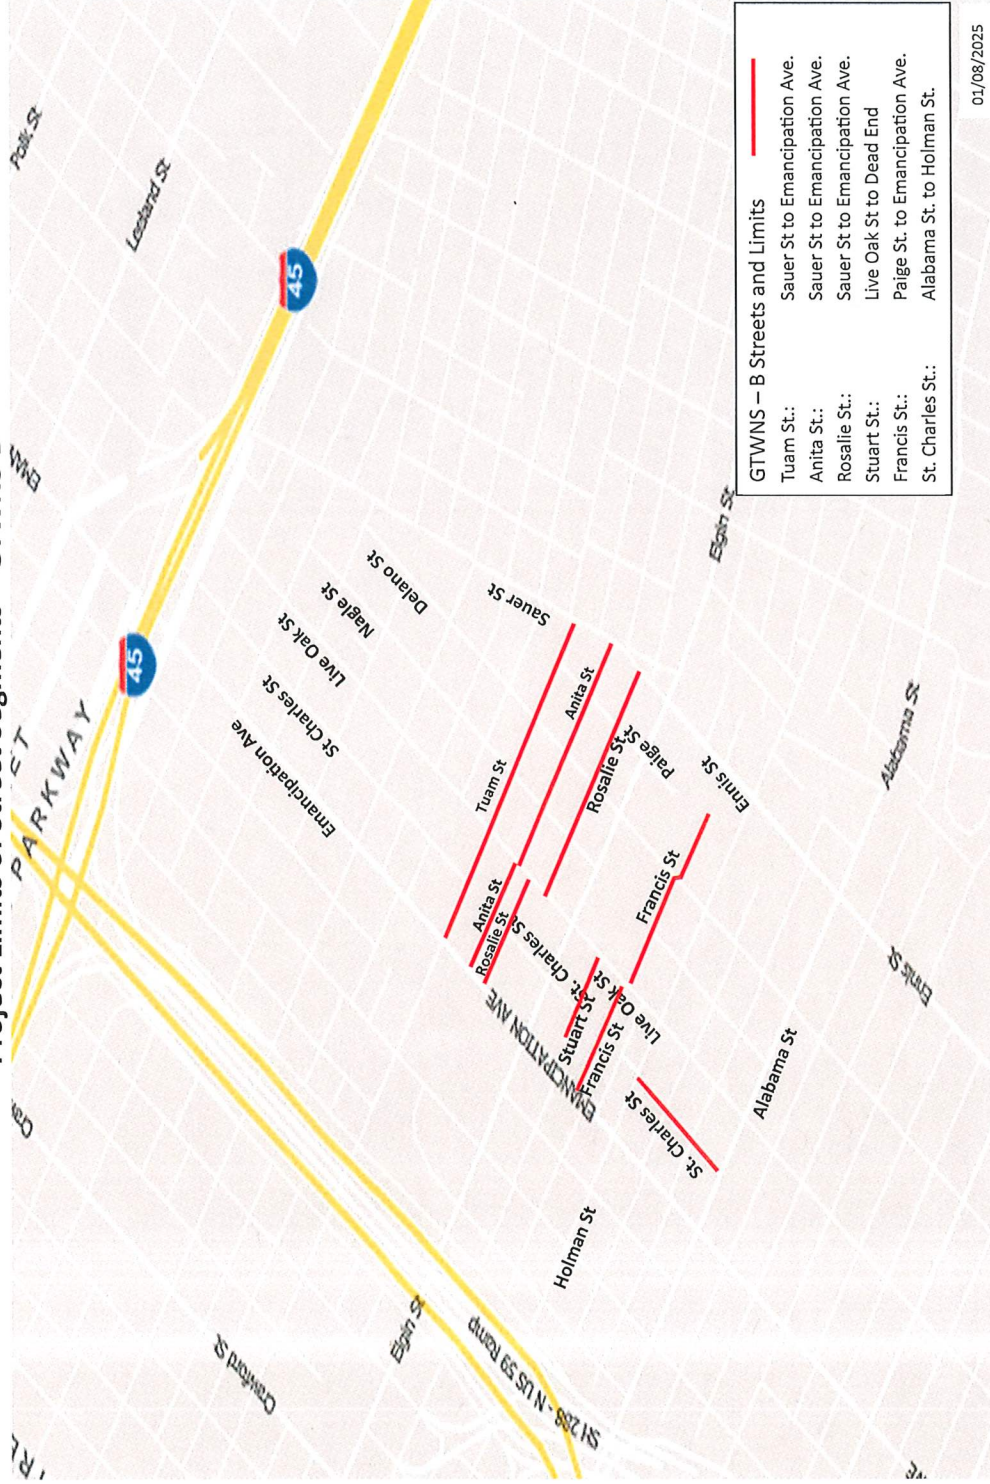 Project Limits
Polk St
Leeland St
PARKWAY
45
45
Emancipation Ave
St Charles St
Live Oak St
Nagle St
Delano St
Sauer St
Tuam St
Anita St
Rosalie St
Paige St
Anita St
Rosalie St
St. Charles St
EMANCIPATION AVE
Stuart St
Live Oak St
Francis St
Francis St
Ennis St
St. Charles St
Holman St
Alabama St
Alabama St
Ennis St
Elgin St
Elgin St
Crawford St
SH 288 - N US 59 Ramp
GTWNS – B Streets and Limits
Tuam St.: Sauer St to Emancipation Ave.
Anita St.: Sauer St to Emancipation Ave.
Rosalie St.: Sauer St to Emancipation Ave.
Stuart St.: Live Oak St to Dead End
Francis St.: Paige St. to Emancipation Ave.
St. Charles St.: Alabama St. to Holman St.
01/08/2025